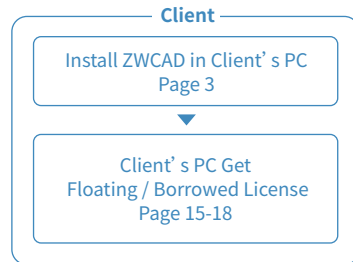 Client
Install ZWCAD in Client’s PC
Page 3
Client’s PC Get
Floating / Borrowed License
Page 15-18